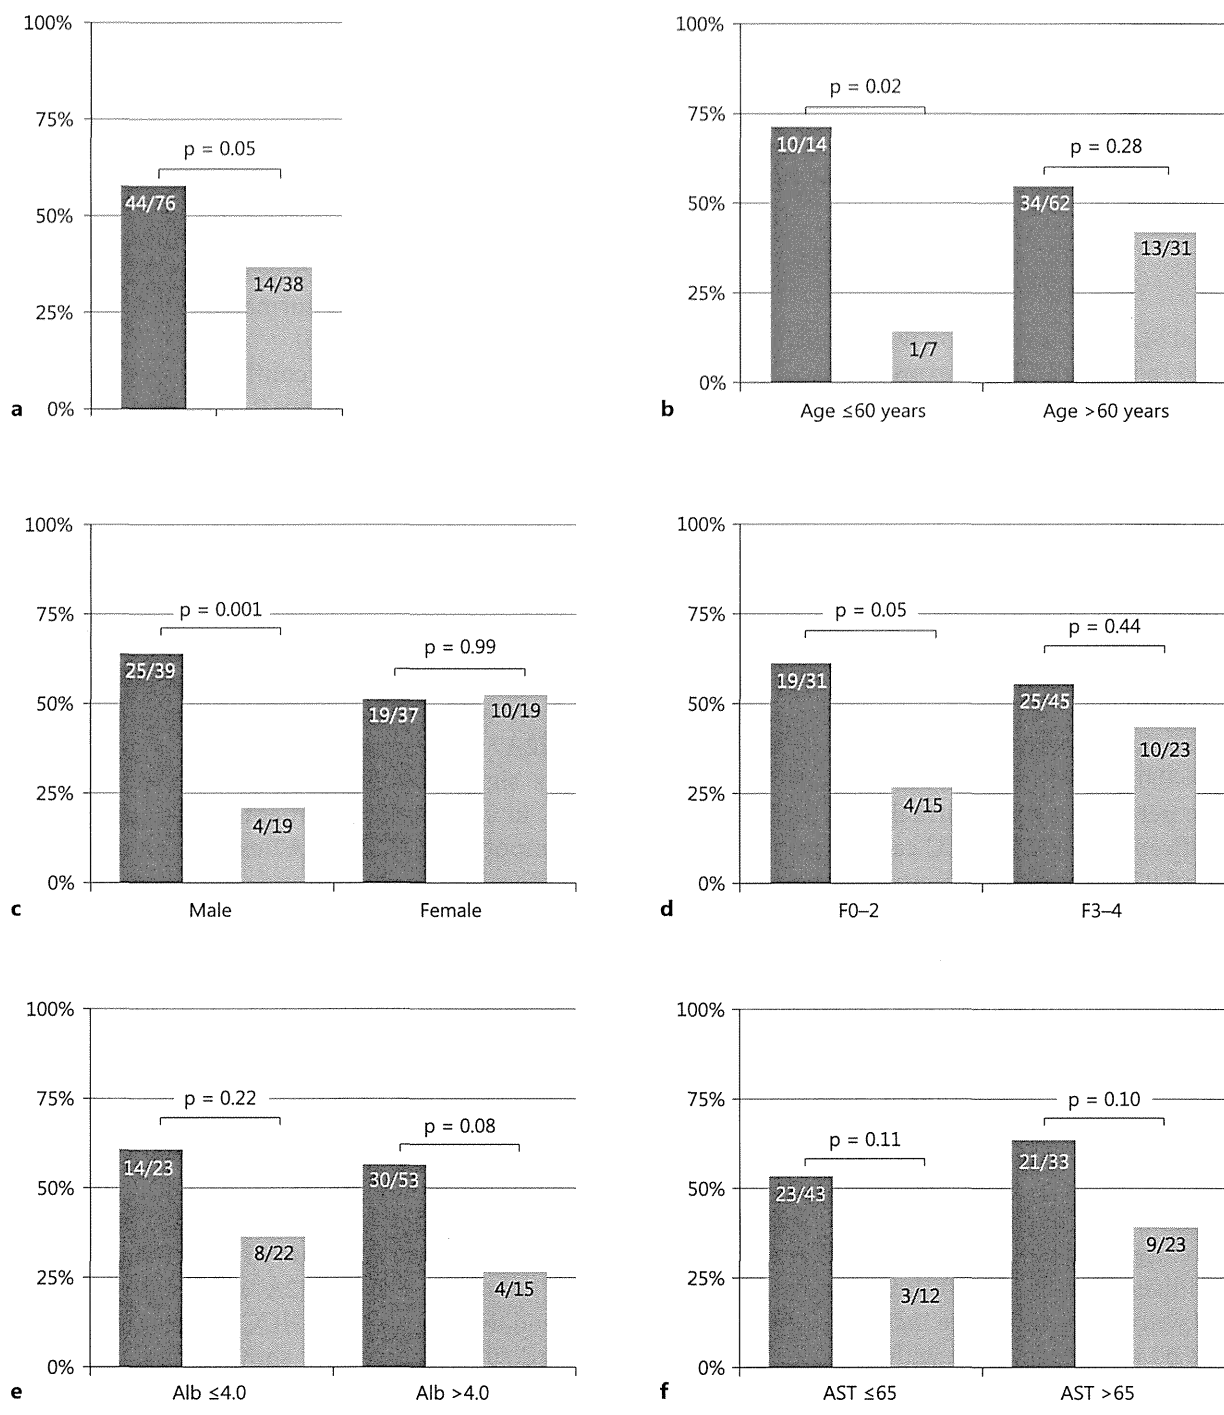 100%
75%
50%
25%
0%
p = 0.05
44/76
14/38
a
100%
75%
50%
25%
0%
p = 0.02
p = 0.28
10/14
1/7
34/62
13/31
Age ≤60 years
Age >60 years
b
100%
75%
50%
25%
0%
p = 0.001
p = 0.99
25/39
4/19
19/37
10/19
Male
Female
c
100%
75%
50%
25%
0%
p = 0.05
p = 0.44
19/31
4/15
25/45
10/23
F0–2
F3–4
d
100%
75%
50%
25%
0%
p = 0.22
p = 0.08
14/23
8/22
30/53
4/15
Alb ≤4.0
Alb >4.0
e
100%
75%
50%
25%
0%
p = 0.11
p = 0.10
23/43
3/12
21/33
9/23
AST ≤65
AST >65
f